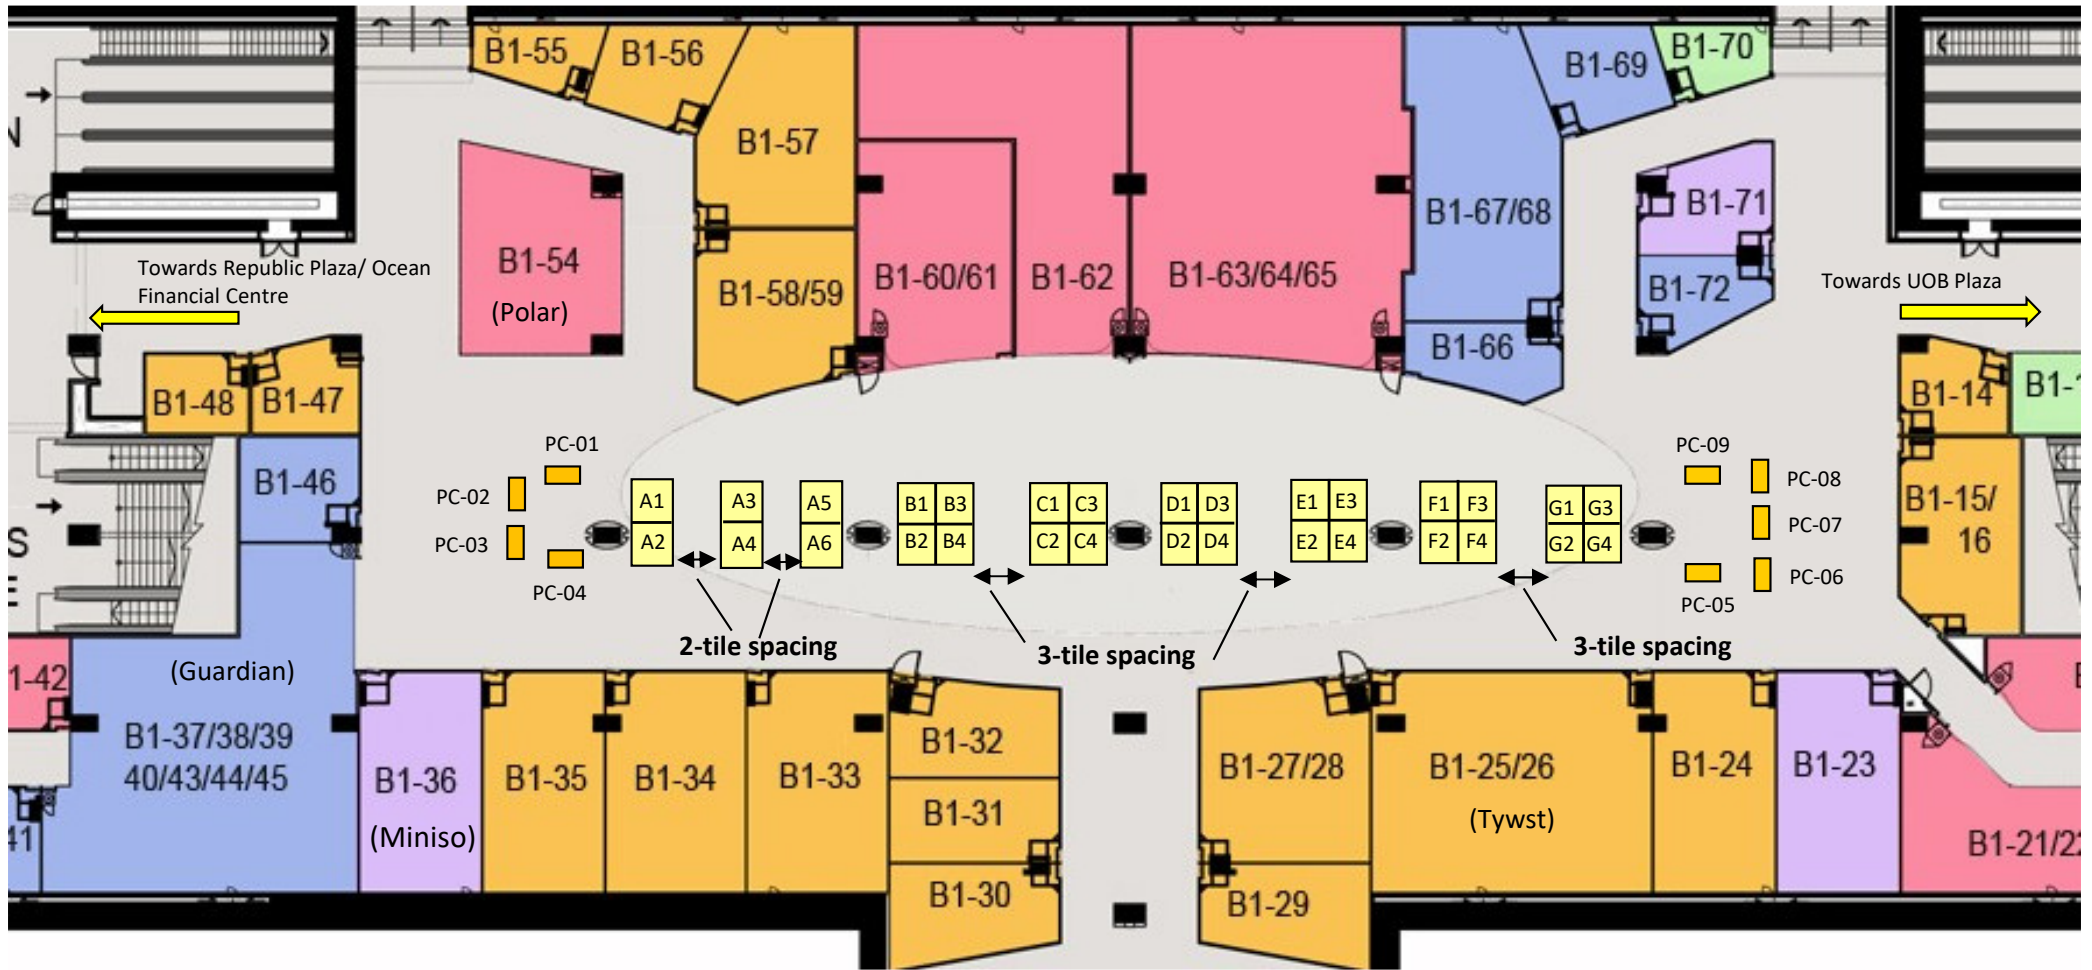 B1-55
B1-56
B1-57
B1-69
B1-70
B1-67/68
B1-71
B1-72
N
B1-54
(Polar)
B1-58/59
B1-60/61
B1-62
B1-63/64/65
B1-66
Towards Republic Plaza/ Ocean
Financial Centre
Towards UOB Plaza
B1-48
B1-47
B1-46
B1-14
B1-15/
16
PC-01
PC-02
PC-03
PC-04
A1
A2
A3
A4
A5
A6
B1 B3
B2 B4
C1 C3
C2 C4
D1 D3
D2 D4
E1 E3
E2 E4
F1 F3
F2 F4
G1 G3
G2 G4
PC-09
PC-08
PC-07
PC-06
PC-05
S
E
2-tile spacing
3-tile spacing
3-tile spacing
1-42
(Guardian)
B1-37/38/39
40/43/44/45
41
B1-36
(Miniso)
B1-35
B1-34
B1-33
B1-32
B1-31
B1-30
B1-27/28
B1-29
B1-25/26
(Tywst)
B1-24
B1-23
B1-21/22